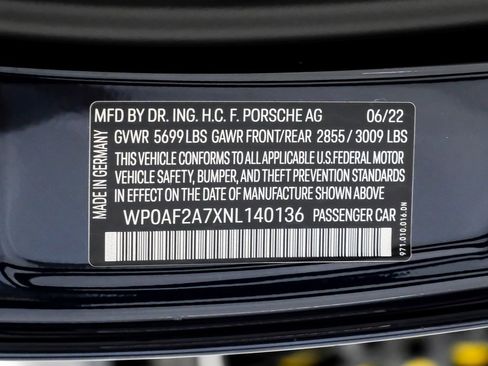 MFD BY DR. ING. H.C. F. PORSCHE AG 06/22
GVWR 5699 LBS GAWR FRONT/REAR 2855/3009 LBS
THIS VEHICLE CONFORMS TO ALL APPLICABLE U.S. FEDERAL MOTOR
VEHICLE SAFETY, BUMPER, AND THEFT PREVENTION STANDARDS
IN EFFECT ON THE DATE OF MANUFACTURE SHOWN ABOVE.
WP0AF2A7XNL140136 PASSENGER CAR
MADE IN GERMANY
971.010.016.DN